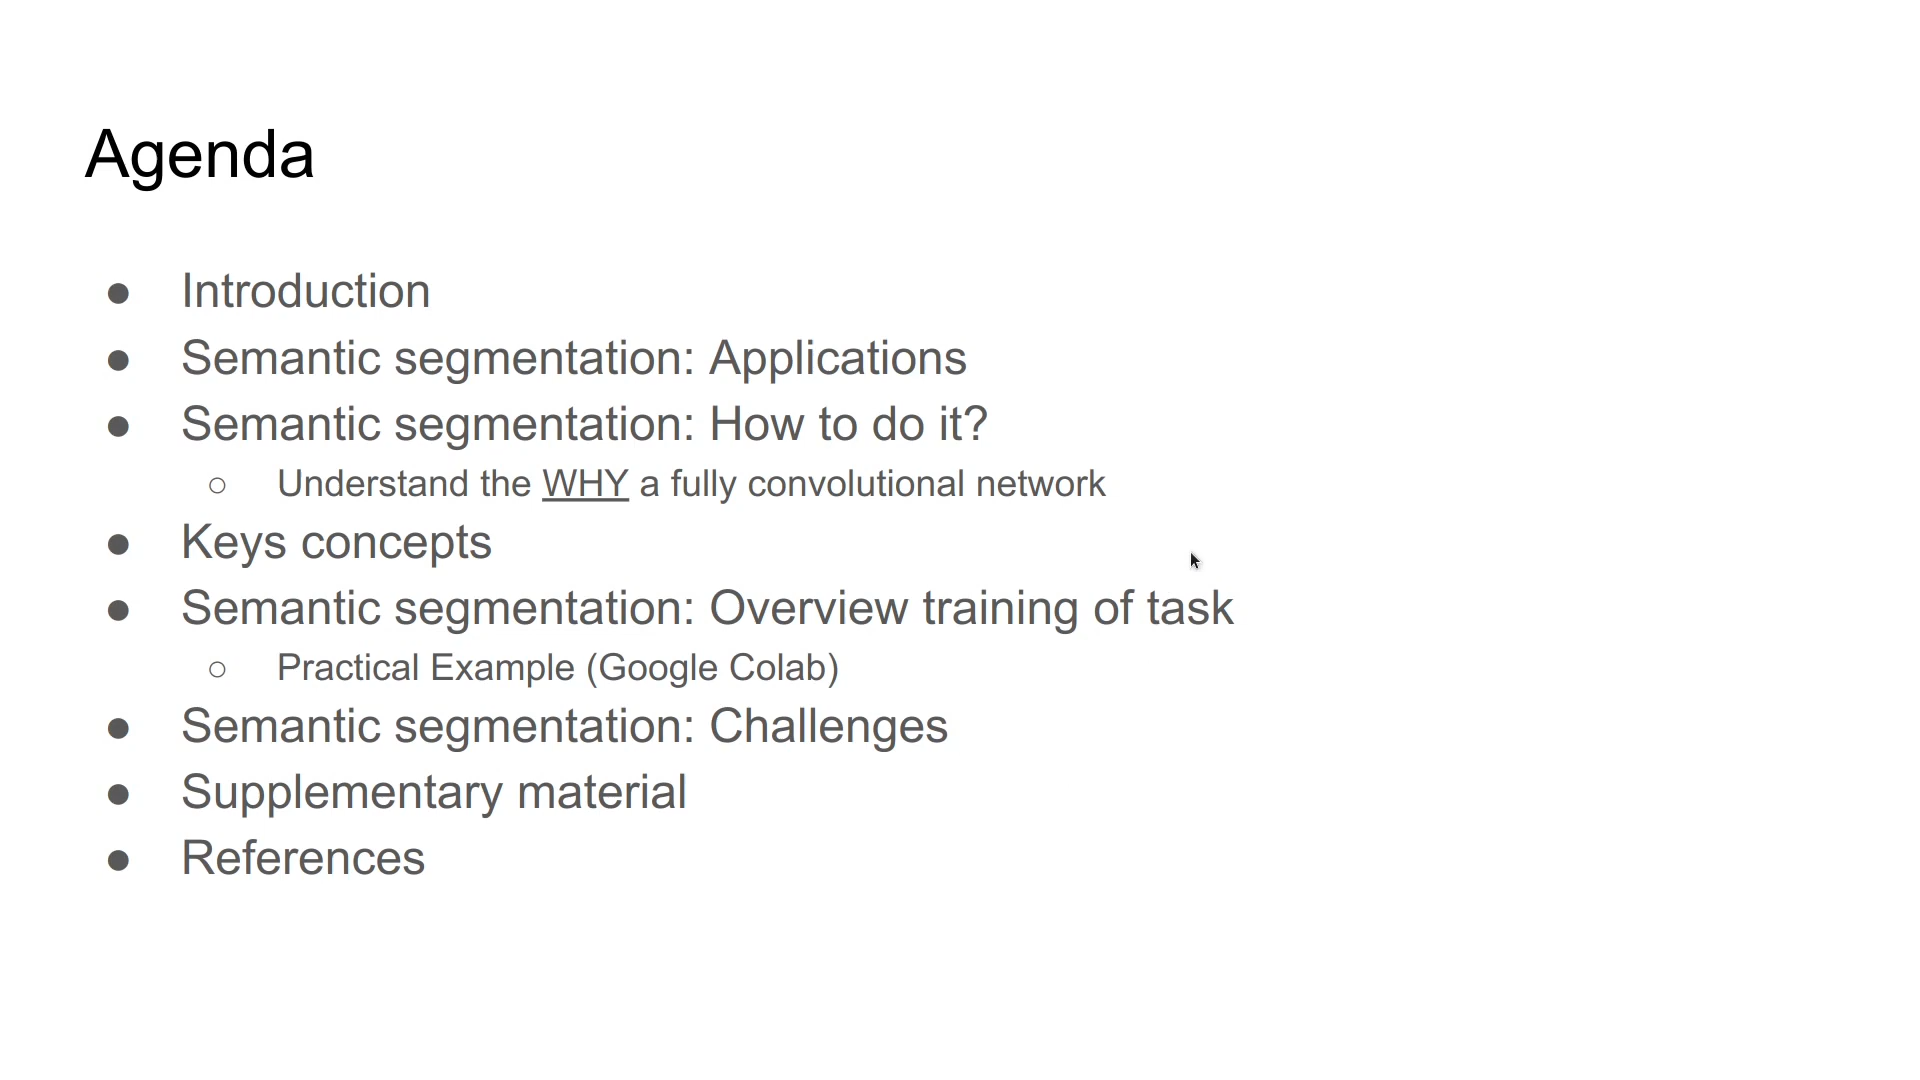 Agenda
● Introduction
● Semantic segmentation: Applications
● Semantic segmentation: How to do it?
○ Understand the WHY a fully convolutional network
● Keys concepts
● Semantic segmentation: Overview training of task
○ Practical Example (Google Colab)
● Semantic segmentation: Challenges
● Supplementary material
● References